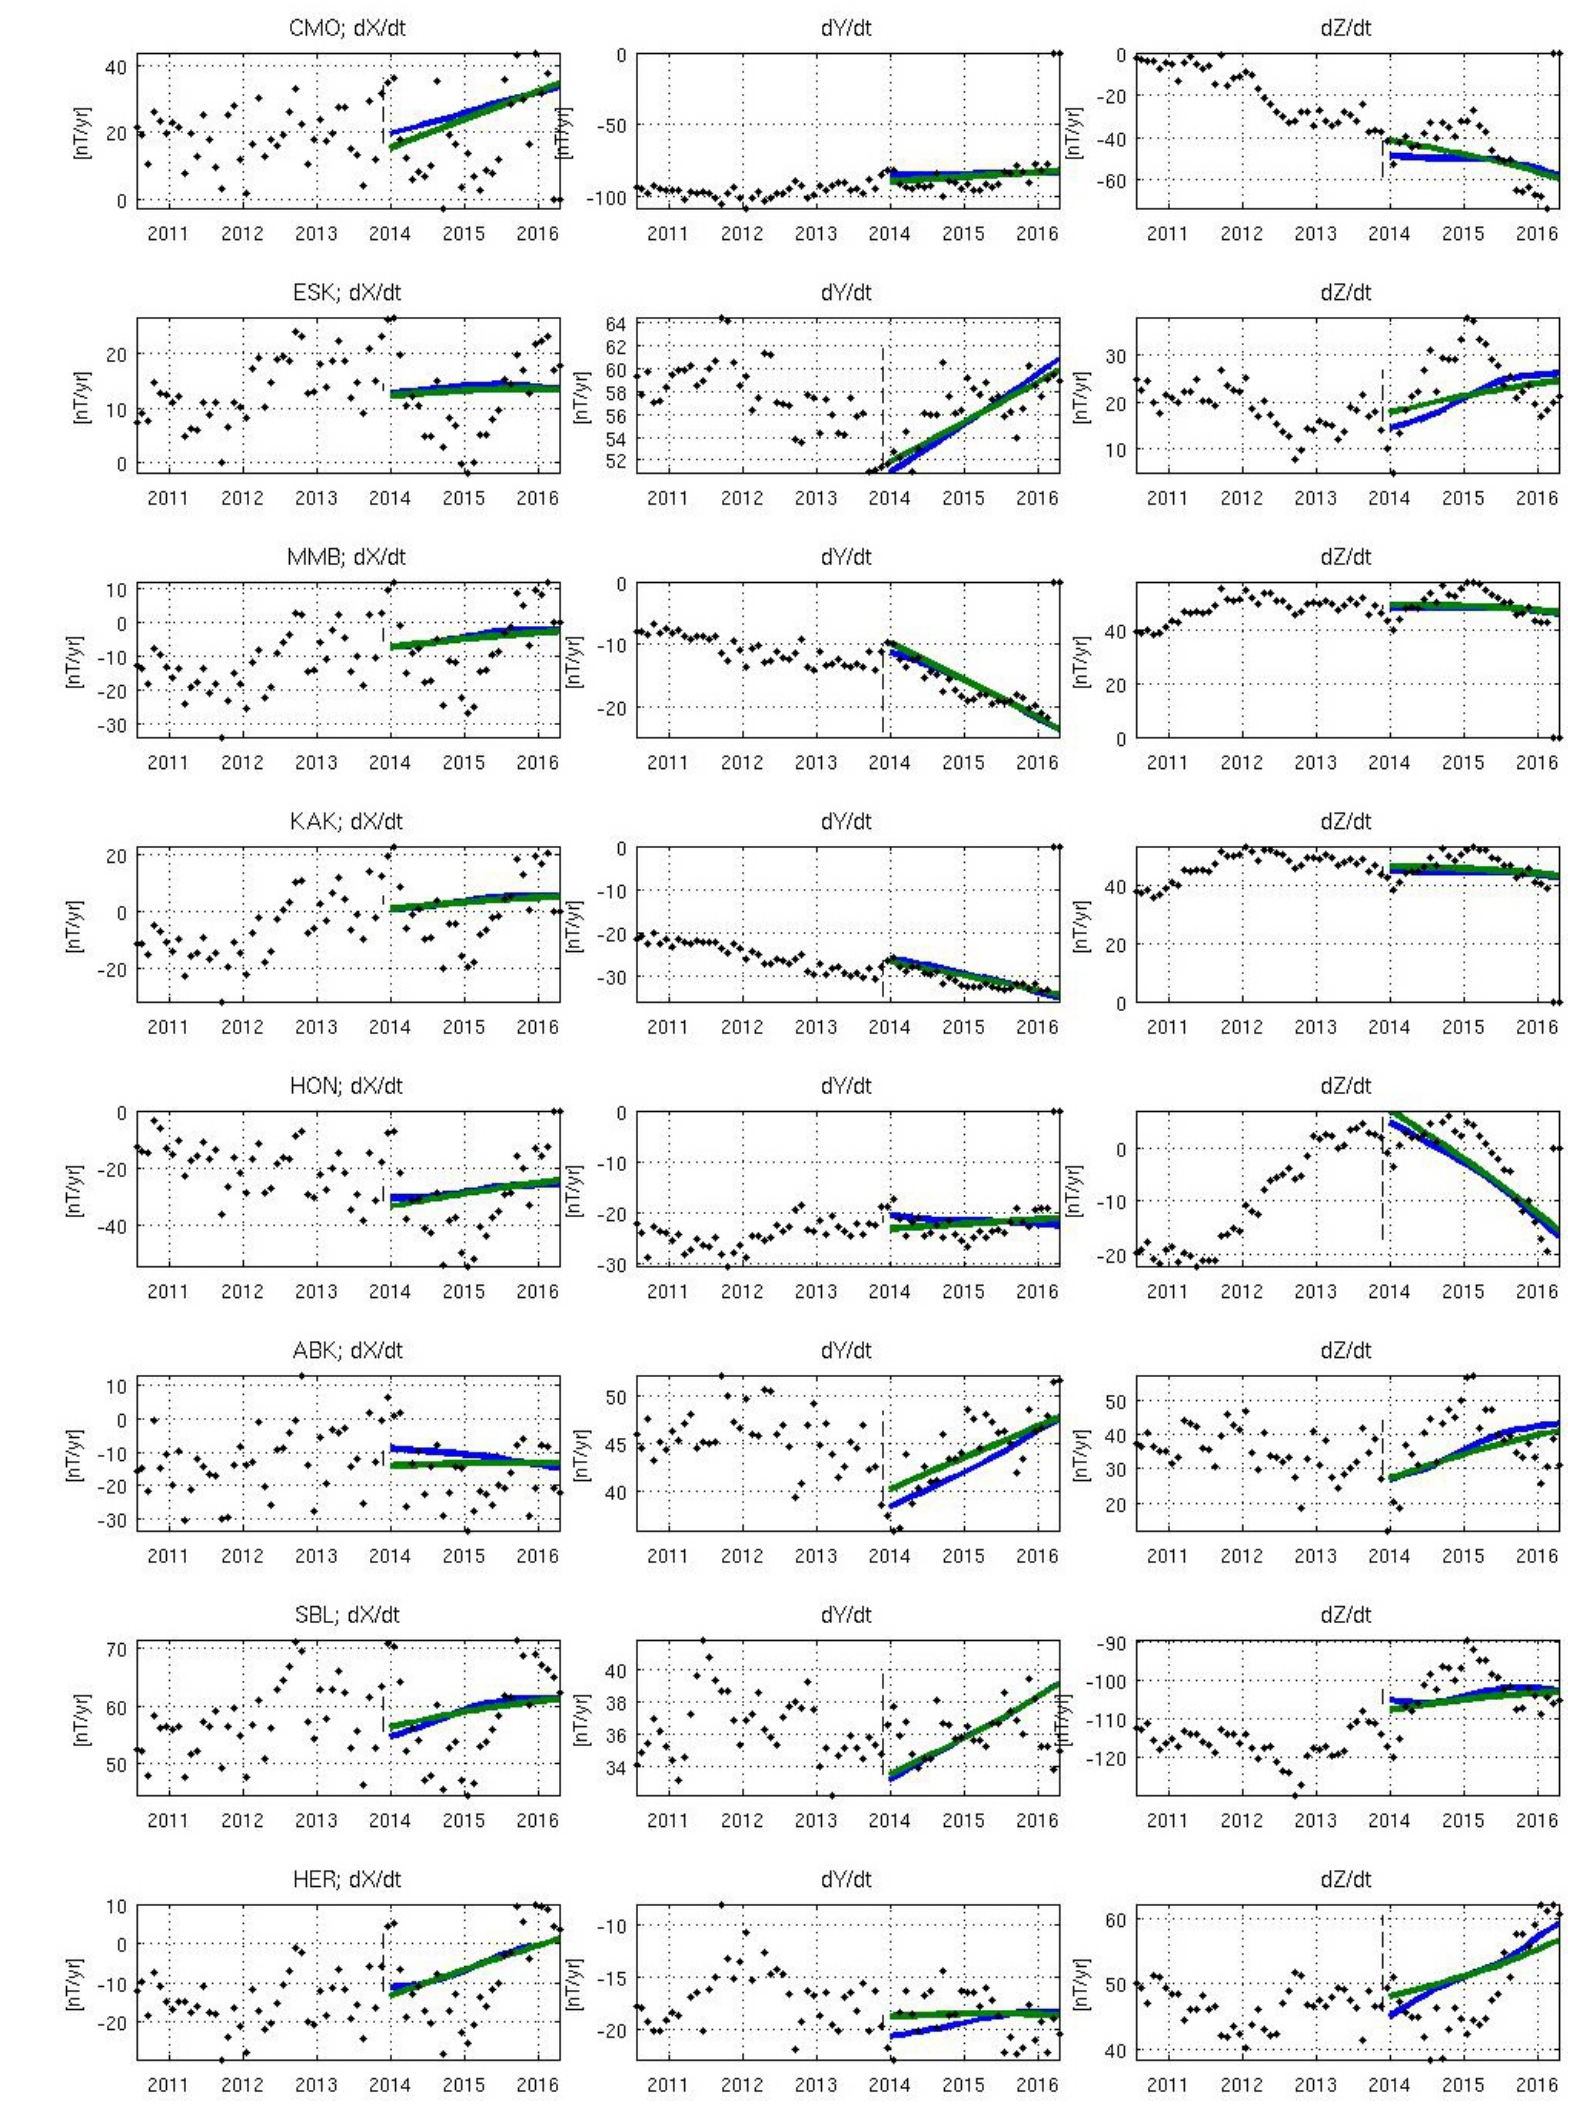 CMO; dX/dt dY/dt dZ/dt
40 20 0 [nT/yr] 0 -50 -100 [nT/yr] 0 -20 -40 -60 [nT/yr]
2011 2012 2013 2014 2015 2016 2011 2012 2013 2014 2015 2016 2011 2012 2013 2014 2015 2016
ESK; dX/dt dY/dt dZ/dt
20 10 0 [nT/yr] 64 62 60 58 56 54 52 [nT/yr] 30 20 10 [nT/yr]
2011 2012 2013 2014 2015 2016 2011 2012 2013 2014 2015 2016 2011 2012 2013 2014 2015 2016
MMB; dX/dt dY/dt dZ/dt
10 0 -10 -20 -30 [nT/yr] 0 -10 -20 [nT/yr] 40 20 0 [nT/yr]
2011 2012 2013 2014 2015 2016 2011 2012 2013 2014 2015 2016 2011 2012 2013 2014 2015 2016
KAK; dX/dt dY/dt dZ/dt
20 0 -20 [nT/yr] 0 -10 -20 -30 [nT/yr] 40 20 0 [nT/yr]
2011 2012 2013 2014 2015 2016 2011 2012 2013 2014 2015 2016 2011 2012 2013 2014 2015 2016
HON; dX/dt dY/dt dZ/dt
0 -20 -40 [nT/yr] 0 -10 -20 -30 [nT/yr] 0 -10 -20 [nT/yr]
2011 2012 2013 2014 2015 2016 2011 2012 2013 2014 2015 2016 2011 2012 2013 2014 2015 2016
ABK; dX/dt dY/dt dZ/dt
10 0 -10 -20 -30 [nT/yr] 50 45 40 [nT/yr] 50 40 30 20 [nT/yr]
2011 2012 2013 2014 2015 2016 2011 2012 2013 2014 2015 2016 2011 2012 2013 2014 2015 2016
SBL; dX/dt dY/dt dZ/dt
70 60 50 [nT/yr] 40 38 36 34 [nT/yr] -90 -100 -110 -120 [nT/yr]
2011 2012 2013 2014 2015 2016 2011 2012 2013 2014 2015 2016 2011 2012 2013 2014 2015 2016
HER; dX/dt dY/dt dZ/dt
10 0 -10 -20 [nT/yr] -10 -15 -20 [nT/yr] 60 50 40 [nT/yr]
2011 2012 2013 2014 2015 2016 2011 2012 2013 2014 2015 2016 2011 2012 2013 2014 2015 2016